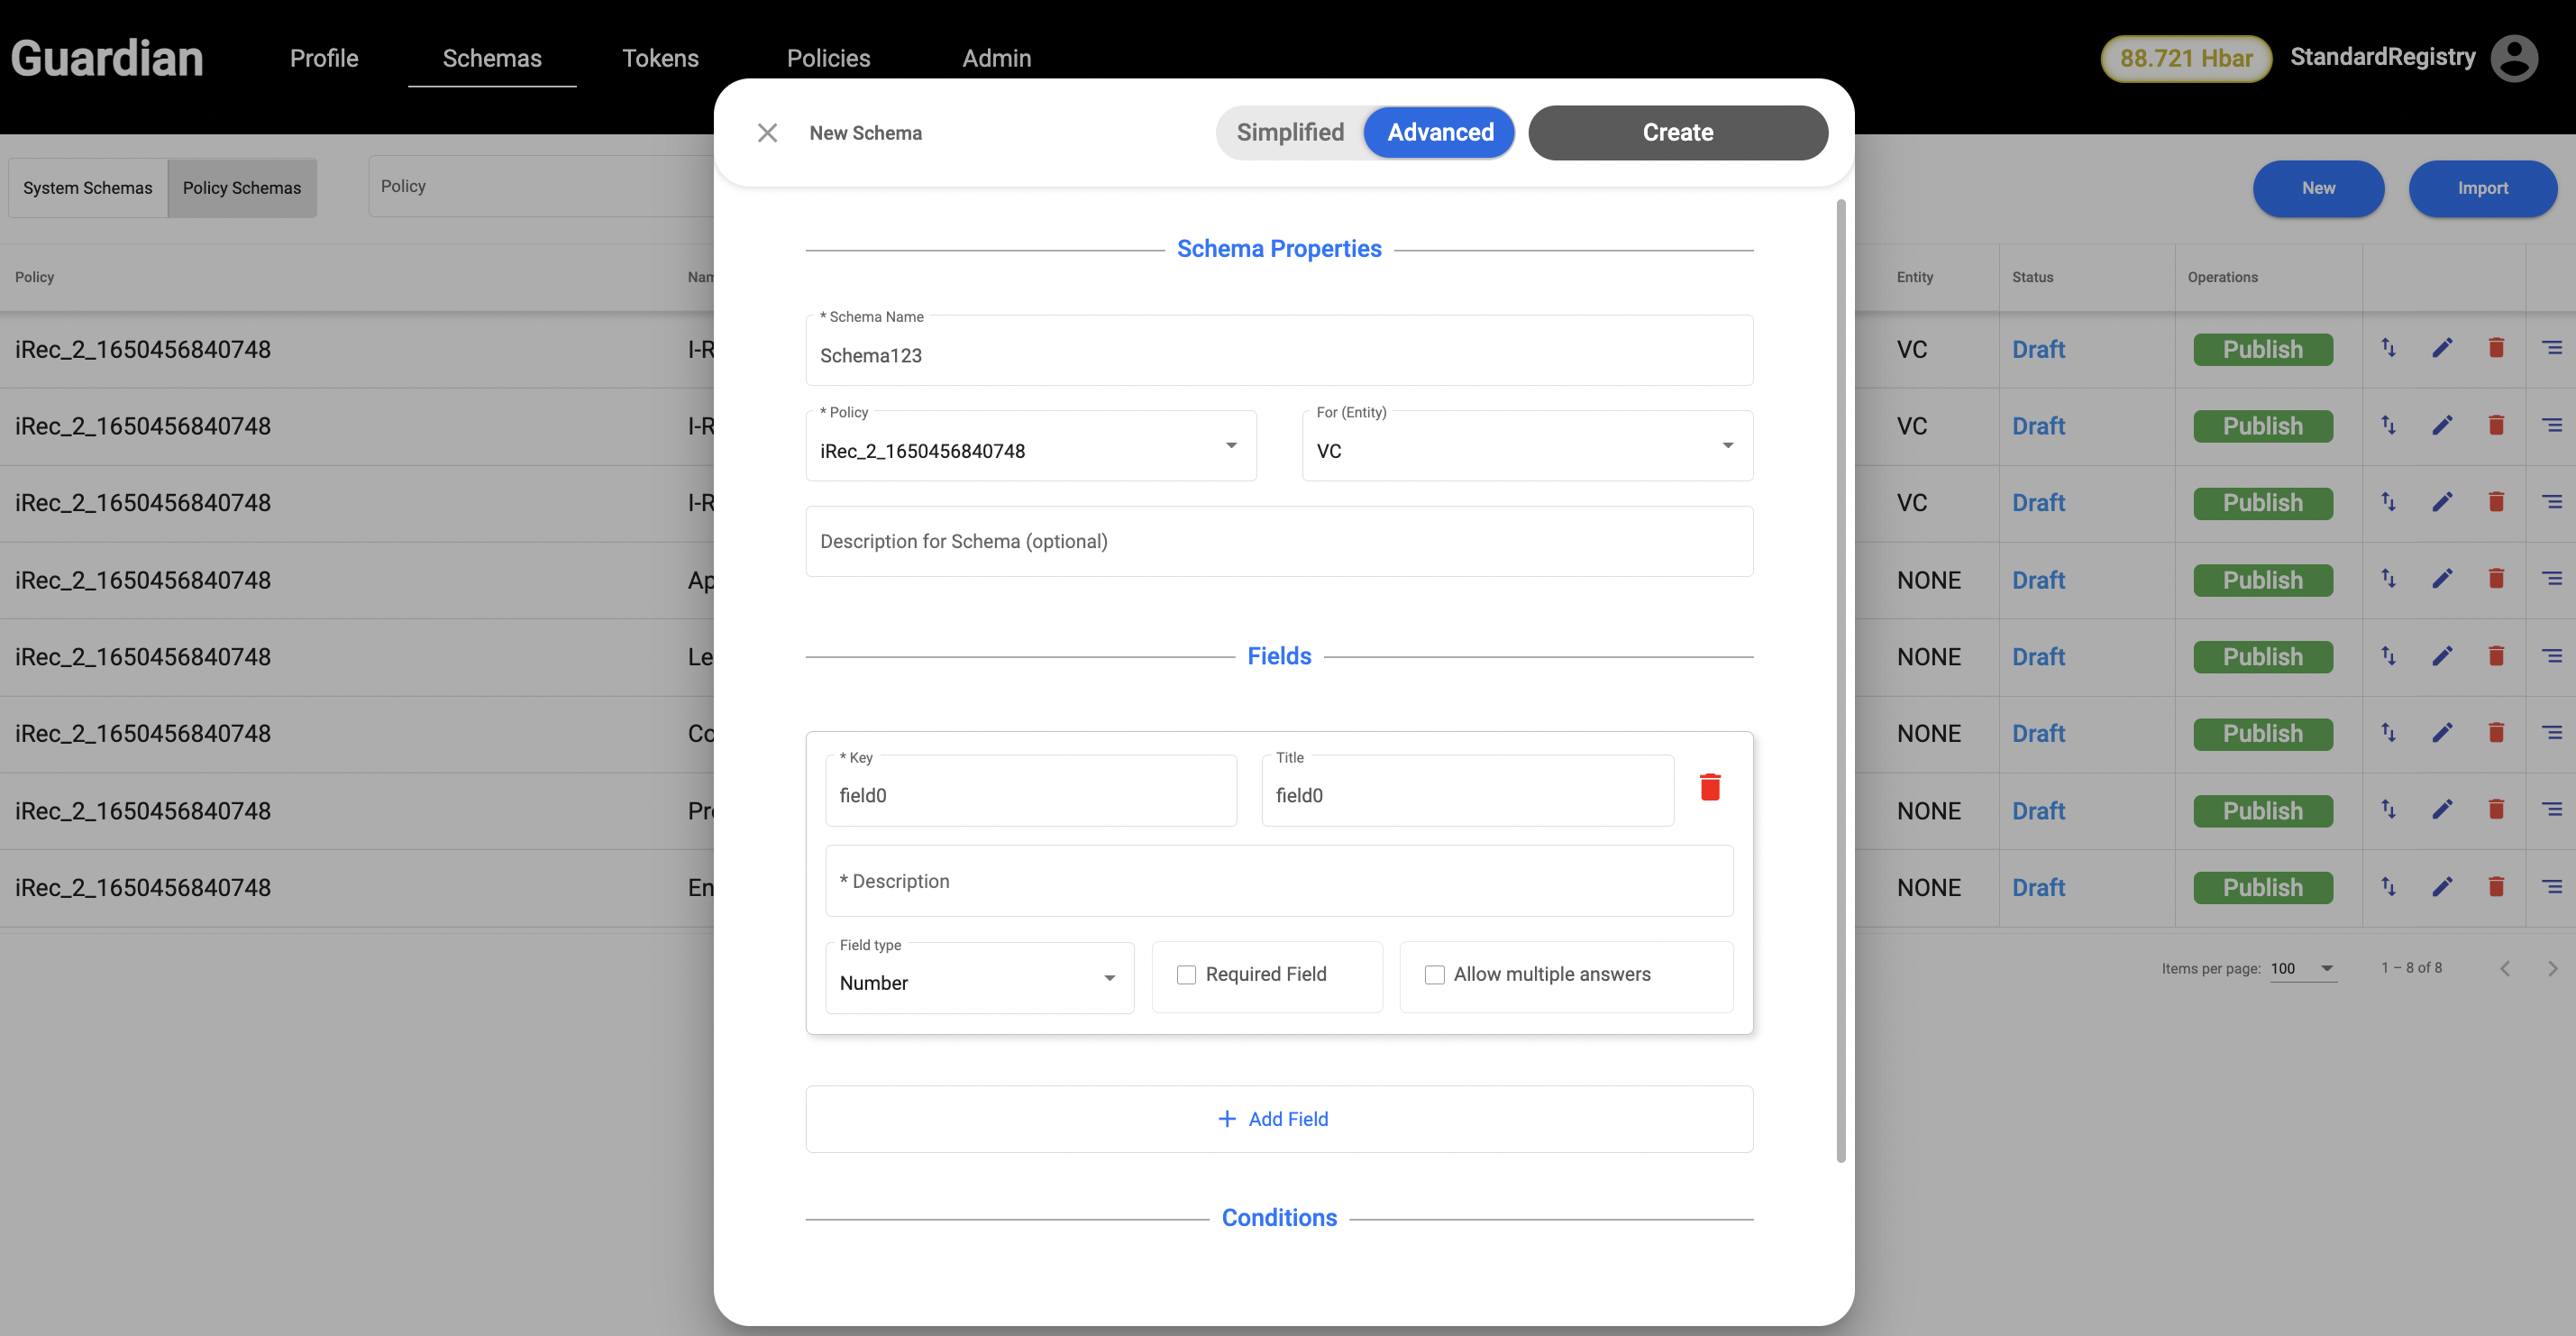 Guardian
Profile
Schemas
Tokens
Policies
Admin
88.721 Hbar
StandardRegistry
New Schema
Simplified
Advanced
Create
System Schemas
Policy Schemas
Policy
New
Import
Policy
Entity
Status
Operations
iRec_2_1650456840748 I-R VC Draft Publish
iRec_2_1650456840748 I-R VC Draft Publish
iRec_2_1650456840748 I-R VC Draft Publish
iRec_2_1650456840748 Ap NONE Draft Publish
iRec_2_1650456840748 Le NONE Draft Publish
iRec_2_1650456840748 Co NONE Draft Publish
iRec_2_1650456840748 Pr NONE Draft Publish
iRec_2_1650456840748 En NONE Draft Publish
Items per page: 100 1 – 8 of 8
Schema Properties
* Schema Name
Schema123
* Policy
iRec_2_1650456840748
For (Entity)
VC
Description for Schema (optional)
Fields
* Key
field0
Title
field0
* Description
Field type
Number
Required Field
Allow multiple answers
+ Add Field
Conditions